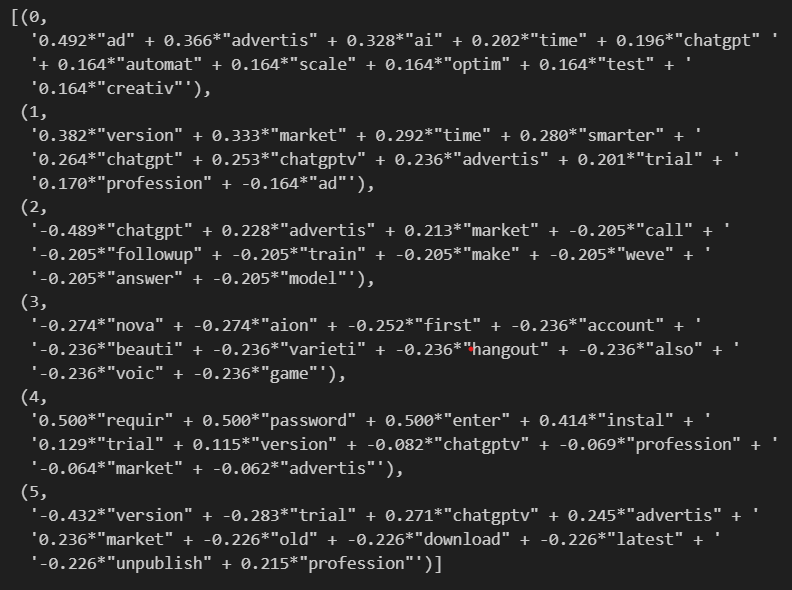 [(0,
'0.492*"ad" + 0.366*"advertis" + 0.328*"ai" + 0.202*"time" + 0.196*"chatgpt" '
'+ 0.164*"automat" + 0.164*"scale" + 0.164*"optim" + 0.164*"test" + '
'0.164*"creativ"'),
(1,
'0.382*"version" + 0.333*"market" + 0.292*"time" + 0.280*"smarter" + '
'0.264*"chatgpt" + 0.253*"chatgptv" + 0.236*"advertis" + 0.201*"trial" + '
'0.170*"profession" + -0.164*"ad"'),
(2,
'-0.489*"chatgpt" + 0.228*"advertis" + 0.213*"market" + -0.205*"call" + '
'-0.205*"followup" + -0.205*"train" + -0.205*"make" + -0.205*"weve" + '
'-0.205*"answer" + -0.205*"model"'),
(3,
'-0.274*"nova" + -0.274*"aion" + -0.252*"first" + -0.236*"account" + '
'-0.236*"beauti" + -0.236*"varieti" + -0.236*"hangout" + -0.236*"also" + '
'-0.236*"voic" + -0.236*"game"'),
(4,
'0.500*"requir" + 0.500*"password" + 0.500*"enter" + 0.414*"instal" + '
'0.129*"trial" + 0.115*"version" + -0.082*"chatgptv" + -0.069*"profession" + '
'-0.064*"market" + -0.062*"advertis"'),
(5,
'-0.432*"version" + -0.283*"trial" + 0.271*"chatgptv" + 0.245*"advertis" + '
'0.236*"market" + -0.226*"old" + -0.226*"download" + -0.226*"latest" + '
'-0.226*"unpublish" + 0.215*"profession"')]